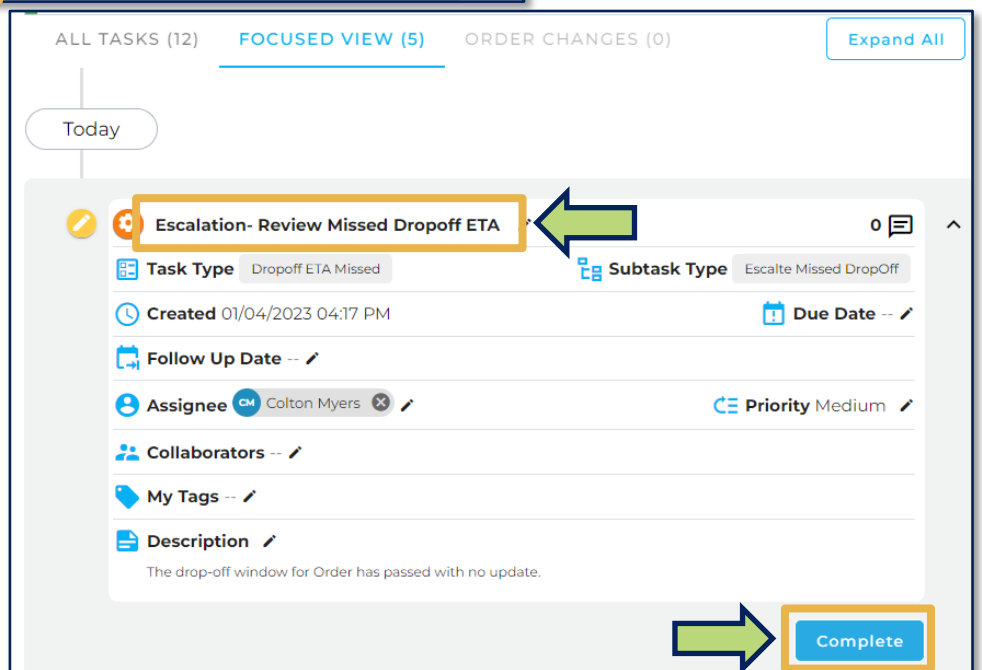 ALL TASKS (12) FOCUSED VIEW (5) ORDER CHANGES (0) Expand All
Today
Escalation- Review Missed Dropoff ETA 0
Task Type Dropoff ETA Missed Subtask Type Escalte Missed DropOff
Created 01/04/2023 04:17 PM Due Date --
Follow Up Date --
Assignee CM Colton Myers Priority Medium
Collaborators --
My Tags --
Description
The drop-off window for Order has passed with no update.
Complete